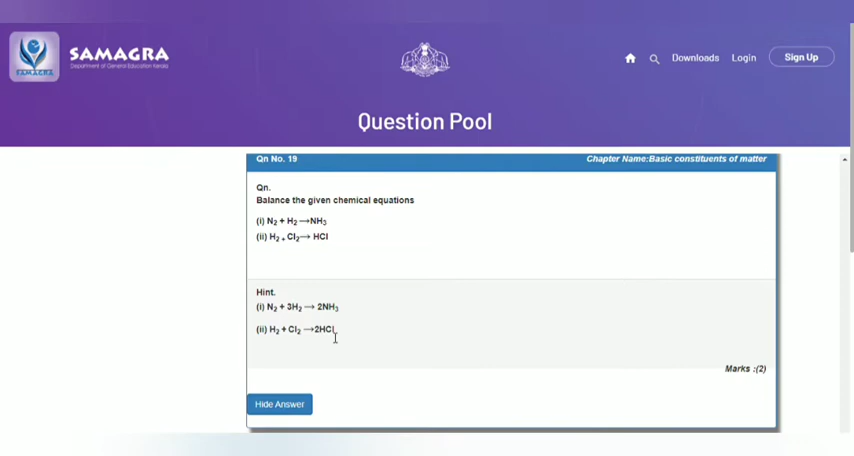 SAMAGRA
SAMAGRA
Department of General Education Kerala
Downloads
Login
Sign Up
Question Pool
Qn No. 19
Chapter Name:Basic constituents of matter
Qn.
Balance the given chemical equations
(i) N₂ + H₂ →NH₃
(ii) H₂ + Cl₂→ HCl
Hint.
(i) N₂ + 3H₂ → 2NH₃
(ii) H₂ + Cl₂ →2HCl
Marks :(2)
Hide Answer